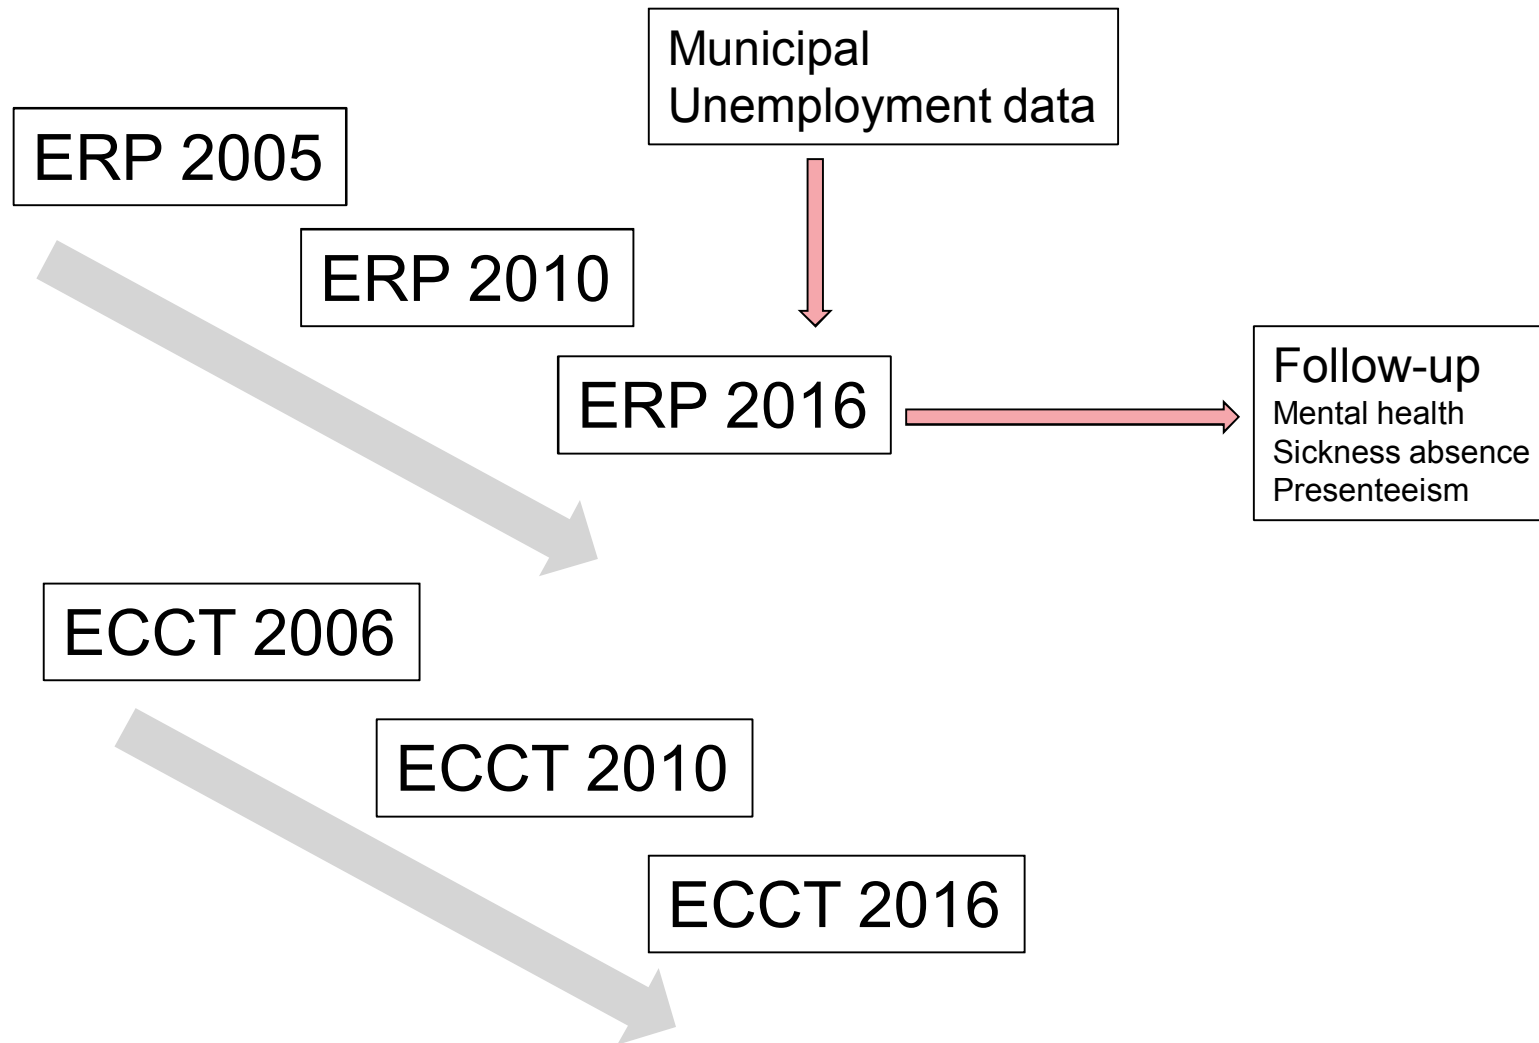 Municipal
Unemployment data
ERP 2005
ERP 2010
ERP 2016
Follow-up
Mental health
Sickness absence
Presenteeism
ECCT 2006
ECCT 2010
ECCT 2016